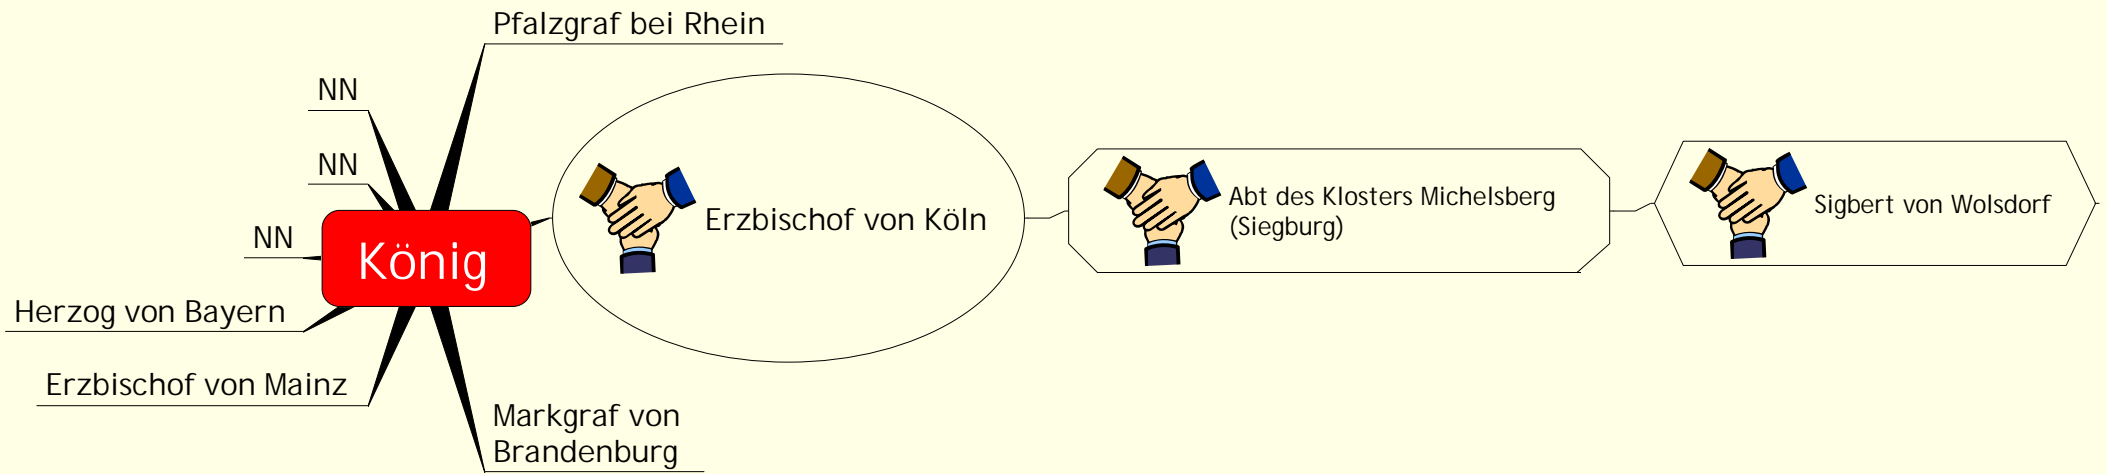 Pfalzgraf bei Rhein
NN
NN
NN
König
Herzog von Bayern
Erzbischof von Mainz
Markgraf von
Brandenburg
Erzbischof von Köln
Abt des Klosters Michelsberg
(Siegburg)
Sigbert von Wolsdorf